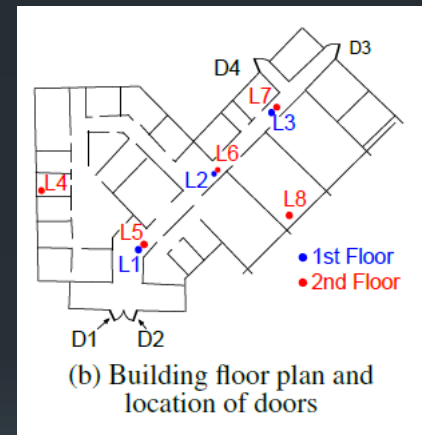 D4
D3
L7
L3
L6
L2
L4
L8
L5
L1
1st Floor
2nd Floor
D1
D2
(b) Building floor plan and
location of doors